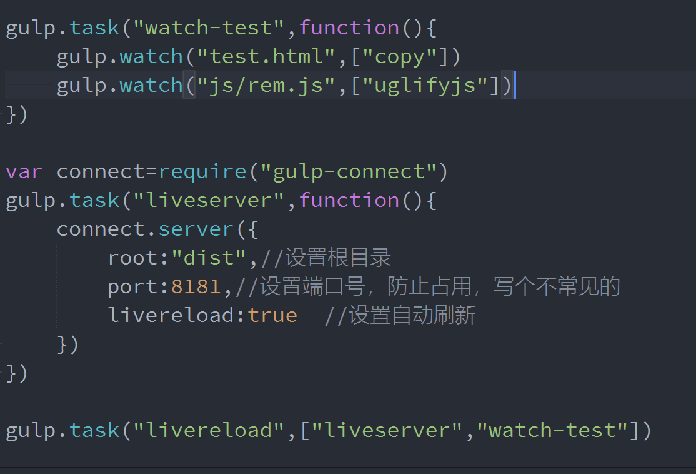 gulp.task("watch-test",function(){
    gulp.watch("test.html",["copy"])
    gulp.watch("js/rem.js",["uglifyjs"])
})
var connect=require("gulp-connect")
gulp.task("liveserver",function(){
    connect.server({
        root:"dist",//设置根目录
        port:8181,//设置端口号，防止占用，写个不常见的
        livereload:true  //设置自动刷新
    })
})
gulp.task("livereload",["liveserver","watch-test"])